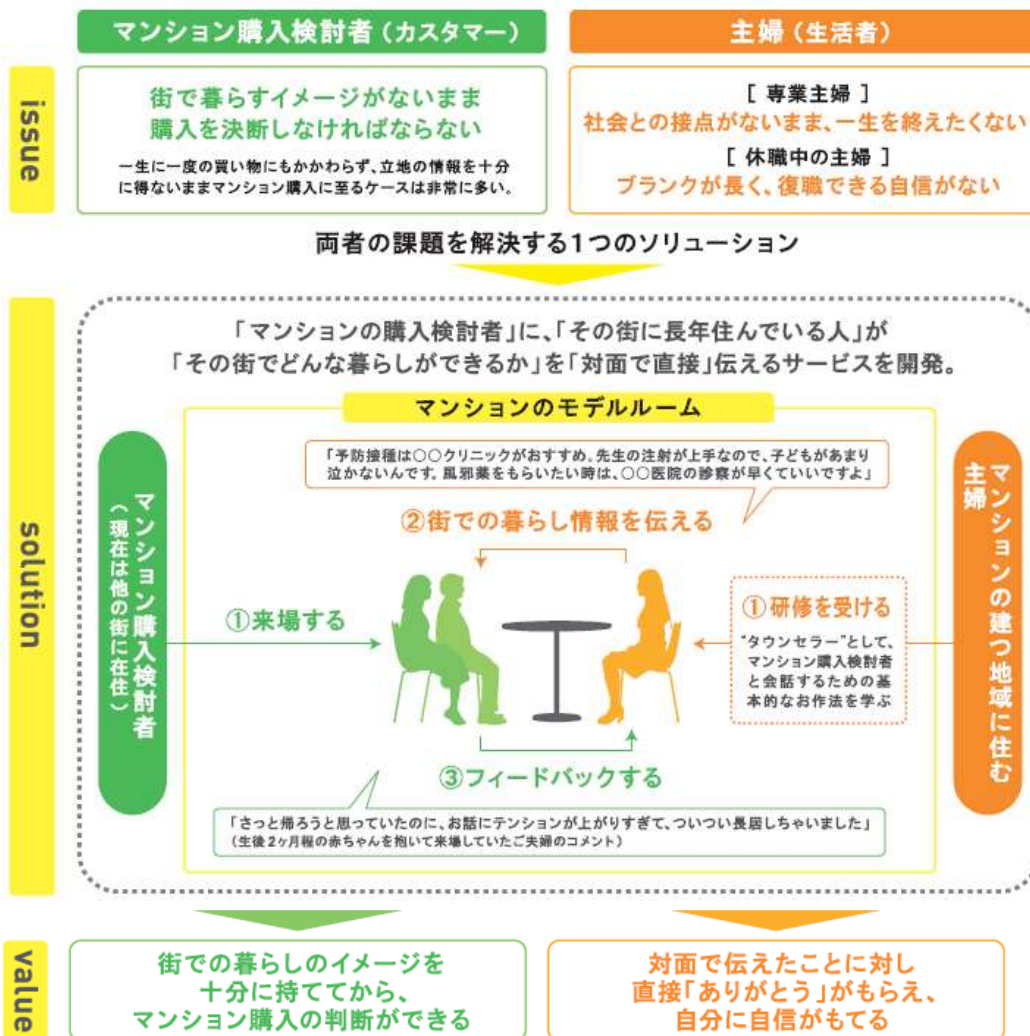 マンション購入検討者（カスタマー）
主婦（生活者）
issue
街で暮らすイメージがないまま
購入を決断しなければならない
一生に一度の買い物にもかかわらず、立地の情報を十分
に得ないままマンション購入に至るケースは非常に多い。
［ 専業主婦 ］
社会との接点がないまま、一生を終えたくない
［ 休職中の主婦 ］
ブランクが長く、復職できる自信がない
両者の課題を解決する1つのソリューション
solution
「マンションの購入検討者」に、「その街に長年住んでいる人」が
「その街でどんな暮らしができるか」を「対面で直接」伝えるサービスを開発。
マンションのモデルルーム
マンション購入検討者
（現在は他の街に在住）
「予防接種は○○クリニックがおすすめ。先生の注射が上手なので、子どもがあまり
泣かないんです。風邪薬をもらいたい時は、○○医院の診察が早くていいですよ」
②街での暮らし情報を伝える
①来場する
①研修を受ける
“タウンセラー”として、
マンション購入検討者
と会話するための基
本的なお作法を学ぶ
マンションの建つ地域に住む
主婦
③フィードバックする
「さっと帰ろうと思っていたのに、お話にテンションが上がりすぎて、ついつい長居しちゃいました」
（生後2ヶ月程の赤ちゃんを抱いて来場していたご夫婦のコメント）
value
街での暮らしのイメージを
十分に持ててから、
マンション購入の判断ができる
対面で伝えたことに対し
直接「ありがとう」がもらえ、
自分に自信がもてる